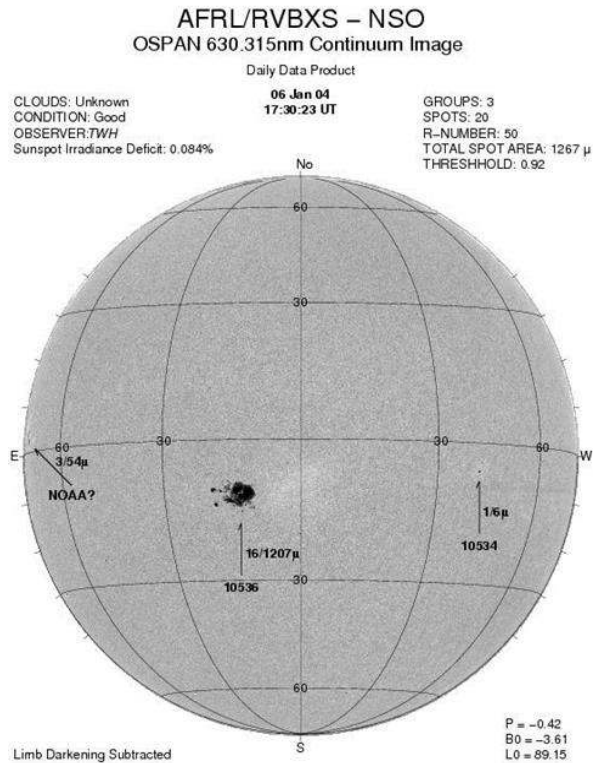 AFRL/RVBXS – NSO
OSPAN 630.315nm Continuum Image
Daily Data Product
06 Jan 04
17:30:23 UT
CLOUDS: Unknown
CONDITION: Good
OBSERVER:TWH
Sunspot Irradiance Deficit: 0.084%
GROUPS: 3
SPOTS: 20
R–NUMBER: 50
TOTAL SPOT AREA: 1267 µ
THRESHHOLD: 0.92
No
60
30
60
30
30
60
E
W
3/54µ
NOAA?
1/6µ
10534
16/1207µ
10536
30
60
S
Limb Darkening Subtracted
P = –0.42
B0 = –3.61
L0 = 89.15